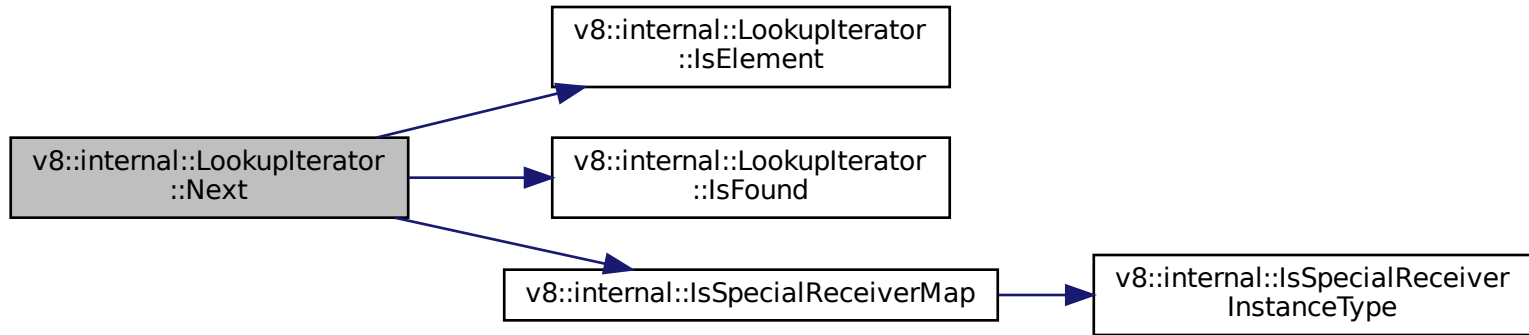 v8::internal::LookupIterator
::Next
v8::internal::LookupIterator
::IsElement
v8::internal::LookupIterator
::IsFound
v8::internal::IsSpecialReceiverMap
v8::internal::IsSpecialReceiver
InstanceType